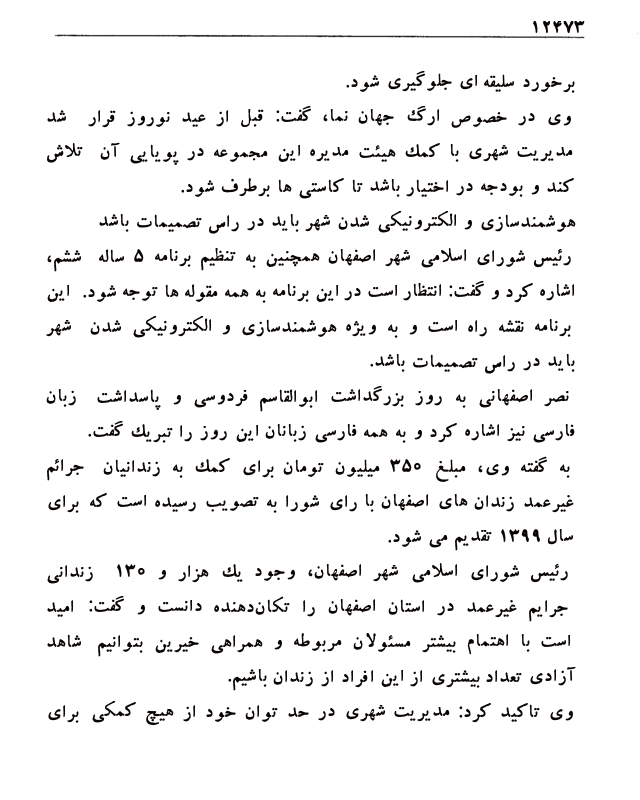 ۱۲۴۷۳
برخورد سلیقه ای جلوگیری شود.
وی در خصوص ارگ جهان نما، گفت: قبل از عید نوروز قرار شد
مدیریت شهری با کمک هیئت مدیره این مجموعه در پویایی آن تلاش
کند و بودجه در اختیار باشد تا کاستی ها برطرف شود.
هوشمندسازی و الکترونیکی شدن شهر باید در راس تصمیمات باشد
رئیس شورای اسلامی شهر اصفهان همچنین به تنظیم برنامه ۵ ساله ششم،
اشاره کرد و گفت: انتظار است در این برنامه به همه مقوله ها توجه شود. این
برنامه نقشه راه است و به ویژه هوشمندسازی و الکترونیکی شدن شهر
باید در راس تصمیمات باشد.
نصر اصفهانی به روز بزرگداشت ابوالقاسم فردوسی و پاسداشت زبان
فارسی نیز اشاره کرد و به همه فارسی زبانان این روز را تبریک گفت.
به گفته وی، مبلغ ۳۵۰ میلیون تومان برای کمک به زندانیان جرائم
غیرعمد زندان های اصفهان با رای شورا به تصویب رسیده است که برای
سال ۱۳۹۹ تقدیم می شود.
رئیس شورای اسلامی شهر اصفهان، وجود یک هزار و ۱۳۰ زندانی
جرایم غیرعمد در استان اصفهان را تکان‌دهنده دانست و گفت: امید
است با اهتمام بیشتر مسئولان مربوطه و همراهی خیرین بتوانیم شاهد
آزادی تعداد بیشتری از این افراد از زندان باشیم.
وی تاکید کرد: مدیریت شهری در حد توان خود از هیچ کمکی برای